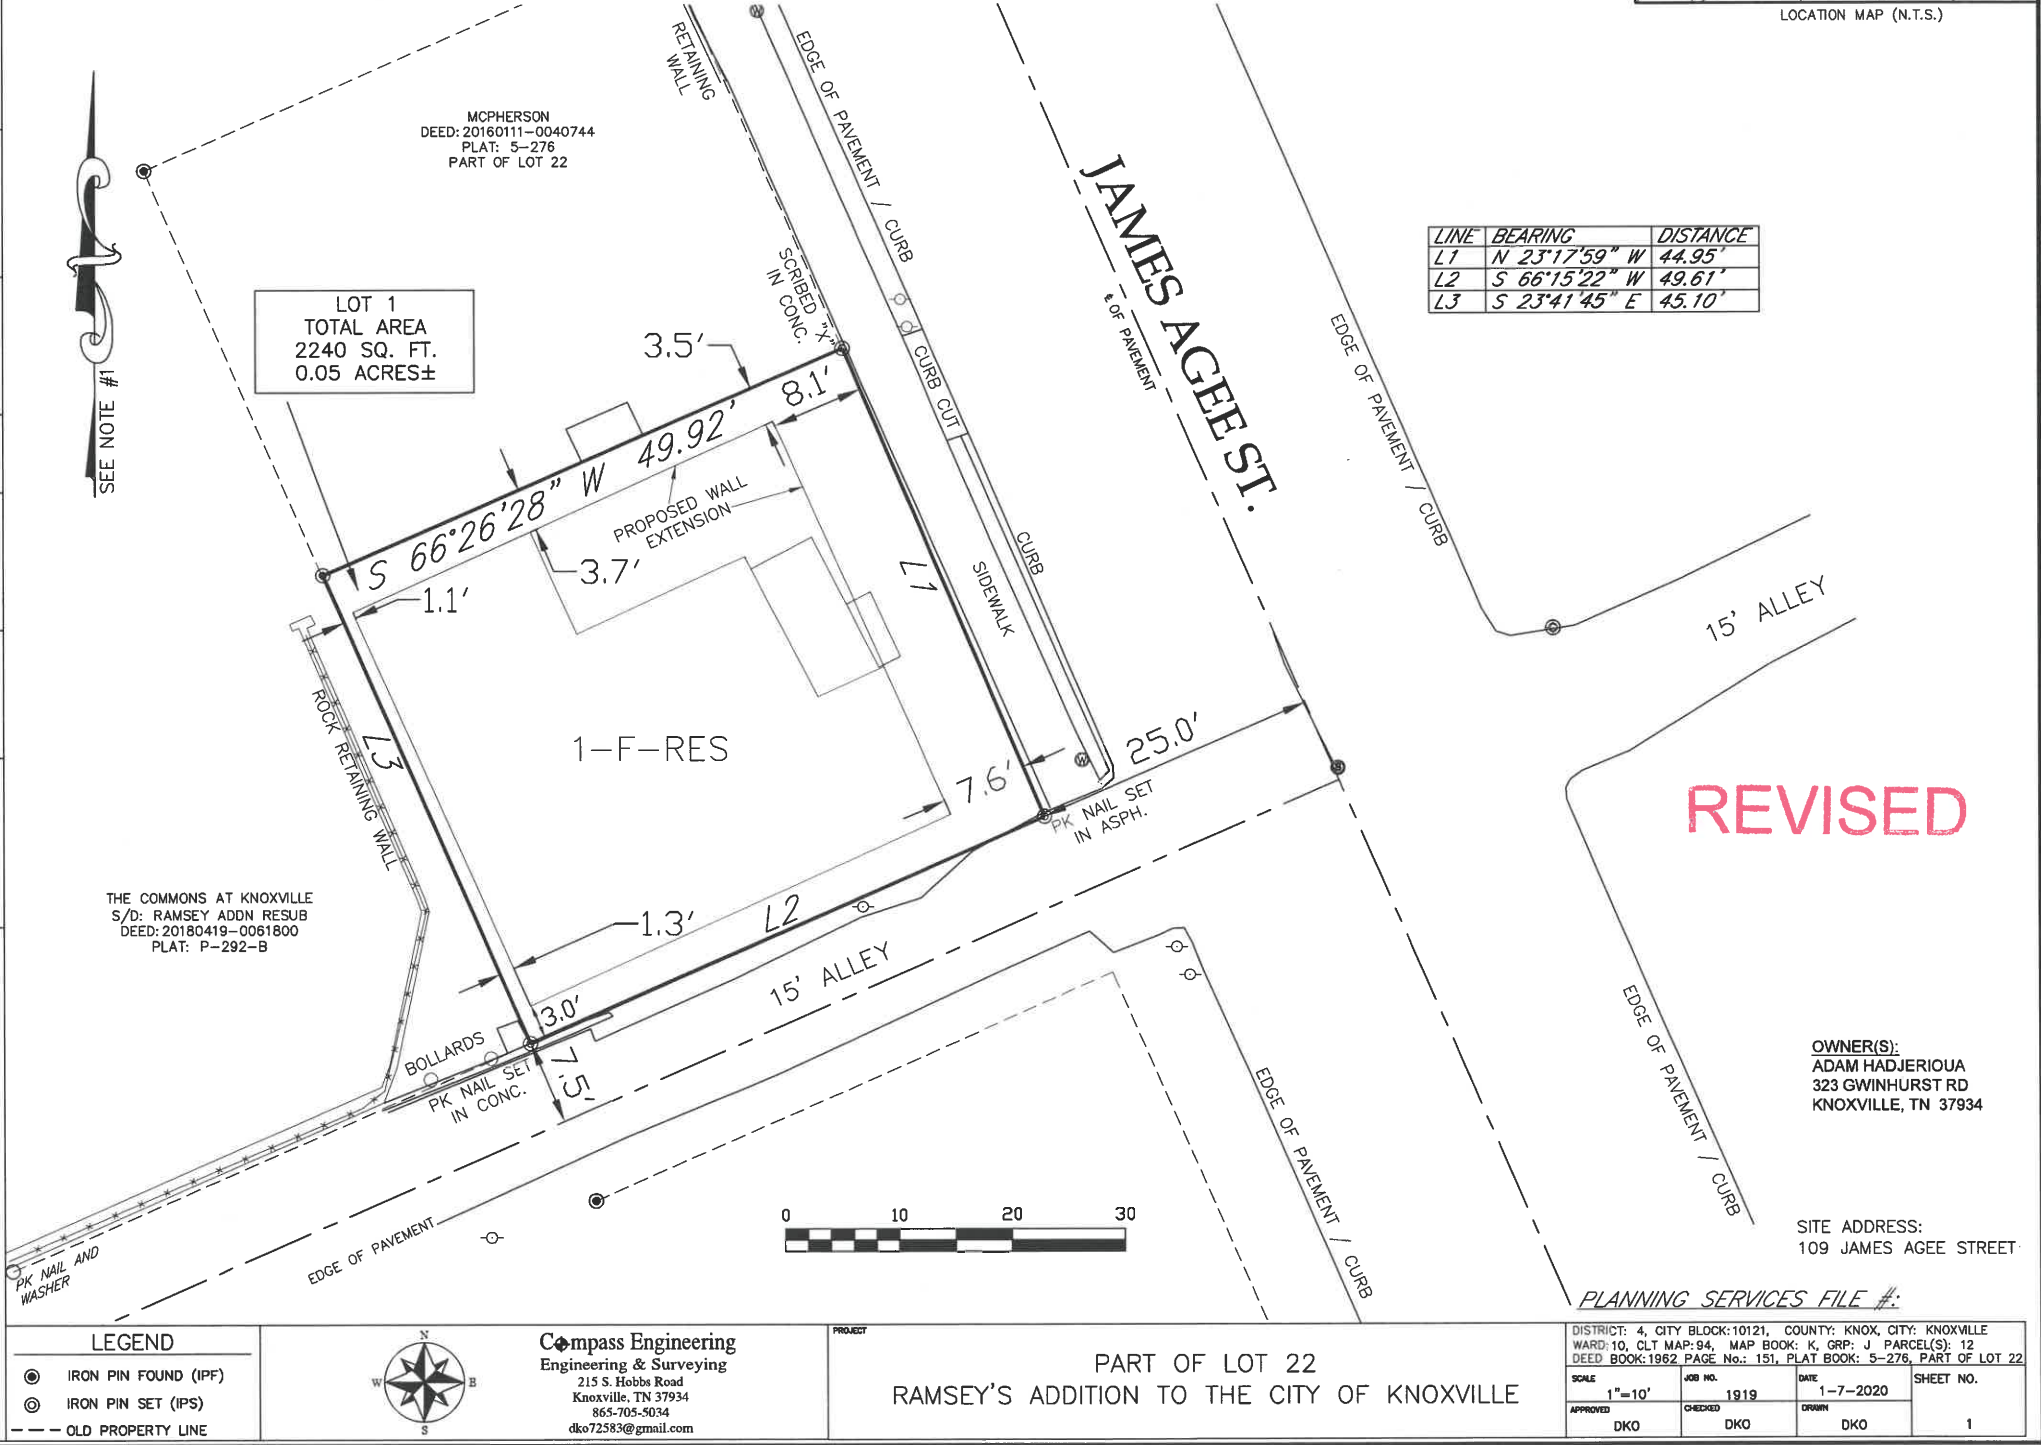 LOCATION MAP (N.T.S.)
MCPHERSON
DEED: 20160111-0040744
PLAT: 5-276
PART OF LOT 22
RETAINING
WALL
EDGE OF PAVEMENT / CURB
SEE NOTE #1
LOT 1
TOTAL AREA
2240 SQ. FT.
0.05 ACRES±
SCRIBED "X"
IN CONC.
3.5'
8.1'
S 66°26'28" W 49.92'
CURB CUT
JAMES AGEE ST.
℄ OF PAVEMENT
LINE BEARING DISTANCE
L1 N 23°17'59" W 44.95'
L2 S 66°15'22" W 49.61'
L3 S 23°41'45" E 45.10'
EDGE OF PAVEMENT / CURB
PROPOSED WALL
EXTENSION
3.7'
1.1'
L1
SIDEWALK
CURB
15' ALLEY
ROCK RETAINING WALL
L3
1-F-RES
7.6'
25.0'
W
W
PK NAIL SET
IN ASPH.
REVISED
THE COMMONS AT KNOXVILLE
S/D: RAMSEY ADDN RESUB
DEED: 20180419-0061800
PLAT: P-292-B
1.3'
L2
15' ALLEY
3.0'
7.5'
BOLLARDS
PK NAIL SET
IN CONC.
EDGE OF PAVEMENT / CURB
EDGE OF PAVEMENT / CURB
OWNER(S):
ADAM HADJERIOUA
323 GWINHURST RD
KNOXVILLE, TN 37934
PK NAIL AND
WASHER
EDGE OF PAVEMENT
0 10 20 30
SITE ADDRESS:
109 JAMES AGEE STREET
PLANNING SERVICES FILE #:
LEGEND
IRON PIN FOUND (IPF)
IRON PIN SET (IPS)
OLD PROPERTY LINE
N
W E
S
Compass Engineering
Engineering & Surveying
215 S. Hobbs Road
Knoxville, TN 37934
865-705-5034
dko72583@gmail.com
PROJECT
PART OF LOT 22
RAMSEY'S ADDITION TO THE CITY OF KNOXVILLE
DISTRICT: 4, CITY BLOCK: 10121, COUNTY: KNOX, CITY: KNOXVILLE
WARD: 10, CLT MAP: 94, MAP BOOK: K, GRP: J PARCEL(S): 12
DEED BOOK: 1962 PAGE No.: 151, PLAT BOOK: 5-276, PART OF LOT 22
SCALE JOB NO. DATE SHEET NO.
1"=10' 1919 1-7-2020
APPROVED CHECKED DRAWN
DKO DKO DKO 1